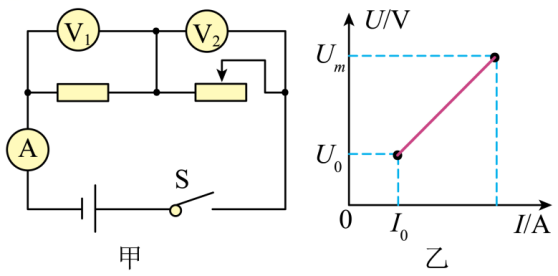 V₁
V₂
A
S
甲
U/V
Uₘ
U₀
0
I₀
I/A
乙